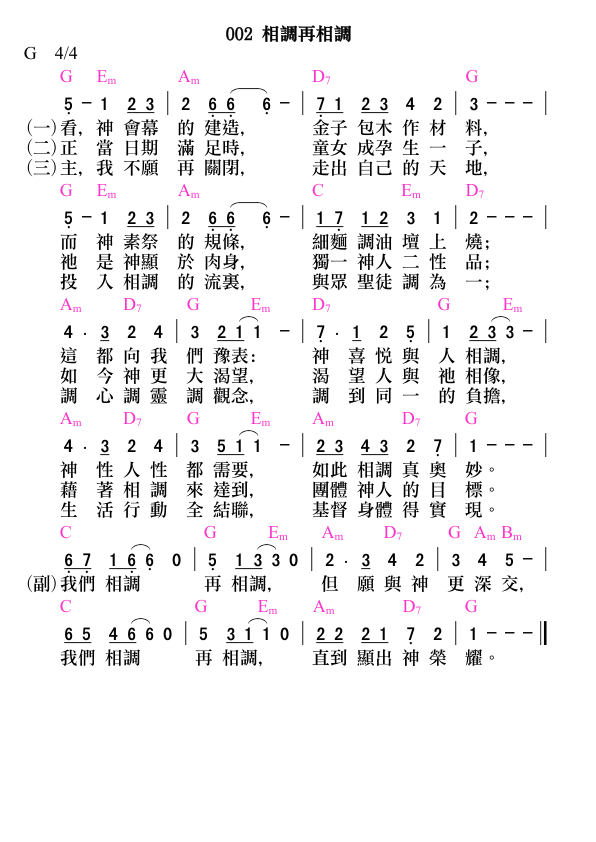 002 相調再相調
G 4/4
G Em Am D7 G
5 - 1 2 3 | 2 6 6 6 - | 7 1 2 3 4 2 | 3 - - - |
(一)看, 神 會幕 的 建造, 金子 包木 作 材 料,
(二)正 當 日期 滿 足時, 童女 成孕 生 一 子,
(三)主, 我 不願 再 關閉, 走出 自己 的 天 地,
G Em Am C Em D7
5 - 1 2 3 | 2 6 6 6 - | 1 7 1 2 3 1 | 2 - - - |
而 神 素祭 的 規條, 細麵 調油 壇 上 燒;
祂 是 神顯 於 肉身, 獨一 神人 二 性 品;
投 入 相調 的 流裏, 與眾 聖徒 調 為 一;
Am D7 G Em D7 G Em
4 . 3 2 4 | 3 2 1 1 - | 7 . 1 2 5 | 1 2 3 3 - |
這 都 向 我 們 豫表: 神 喜 悅 與 人 相調,
如 今 神 更 大 渴望, 渴 望 人 與 祂 相像,
調 心 調 靈 調 觀念, 調 到 同 一 的 負擔,
Am D7 G Em Am D7 G
4 . 3 2 4 | 3 5 1 1 - | 2 3 4 3 2 7 | 1 - - - |
神 性 人 性 都 需要, 如此 相調 真 奧 妙。
藉 著 相 調 來 達到, 團體 神人 的 目 標。
生 活 行 動 全 結聯, 基督 身體 得 實 現。
C G Em Am D7 G Am Bm
6 7 1 6 6 0 | 5 1 3 3 0 | 2 . 3 4 2 | 3 4 5 - |
(副)我們 相調 再 相調, 但 願 與 神 更 深 交,
C G Em Am D7 G
6 5 4 6 6 0 | 5 3 1 1 0 | 2 2 2 1 7 2 | 1 - - - ‖
我們 相調 再 相調, 直到 顯出 神 榮 耀。